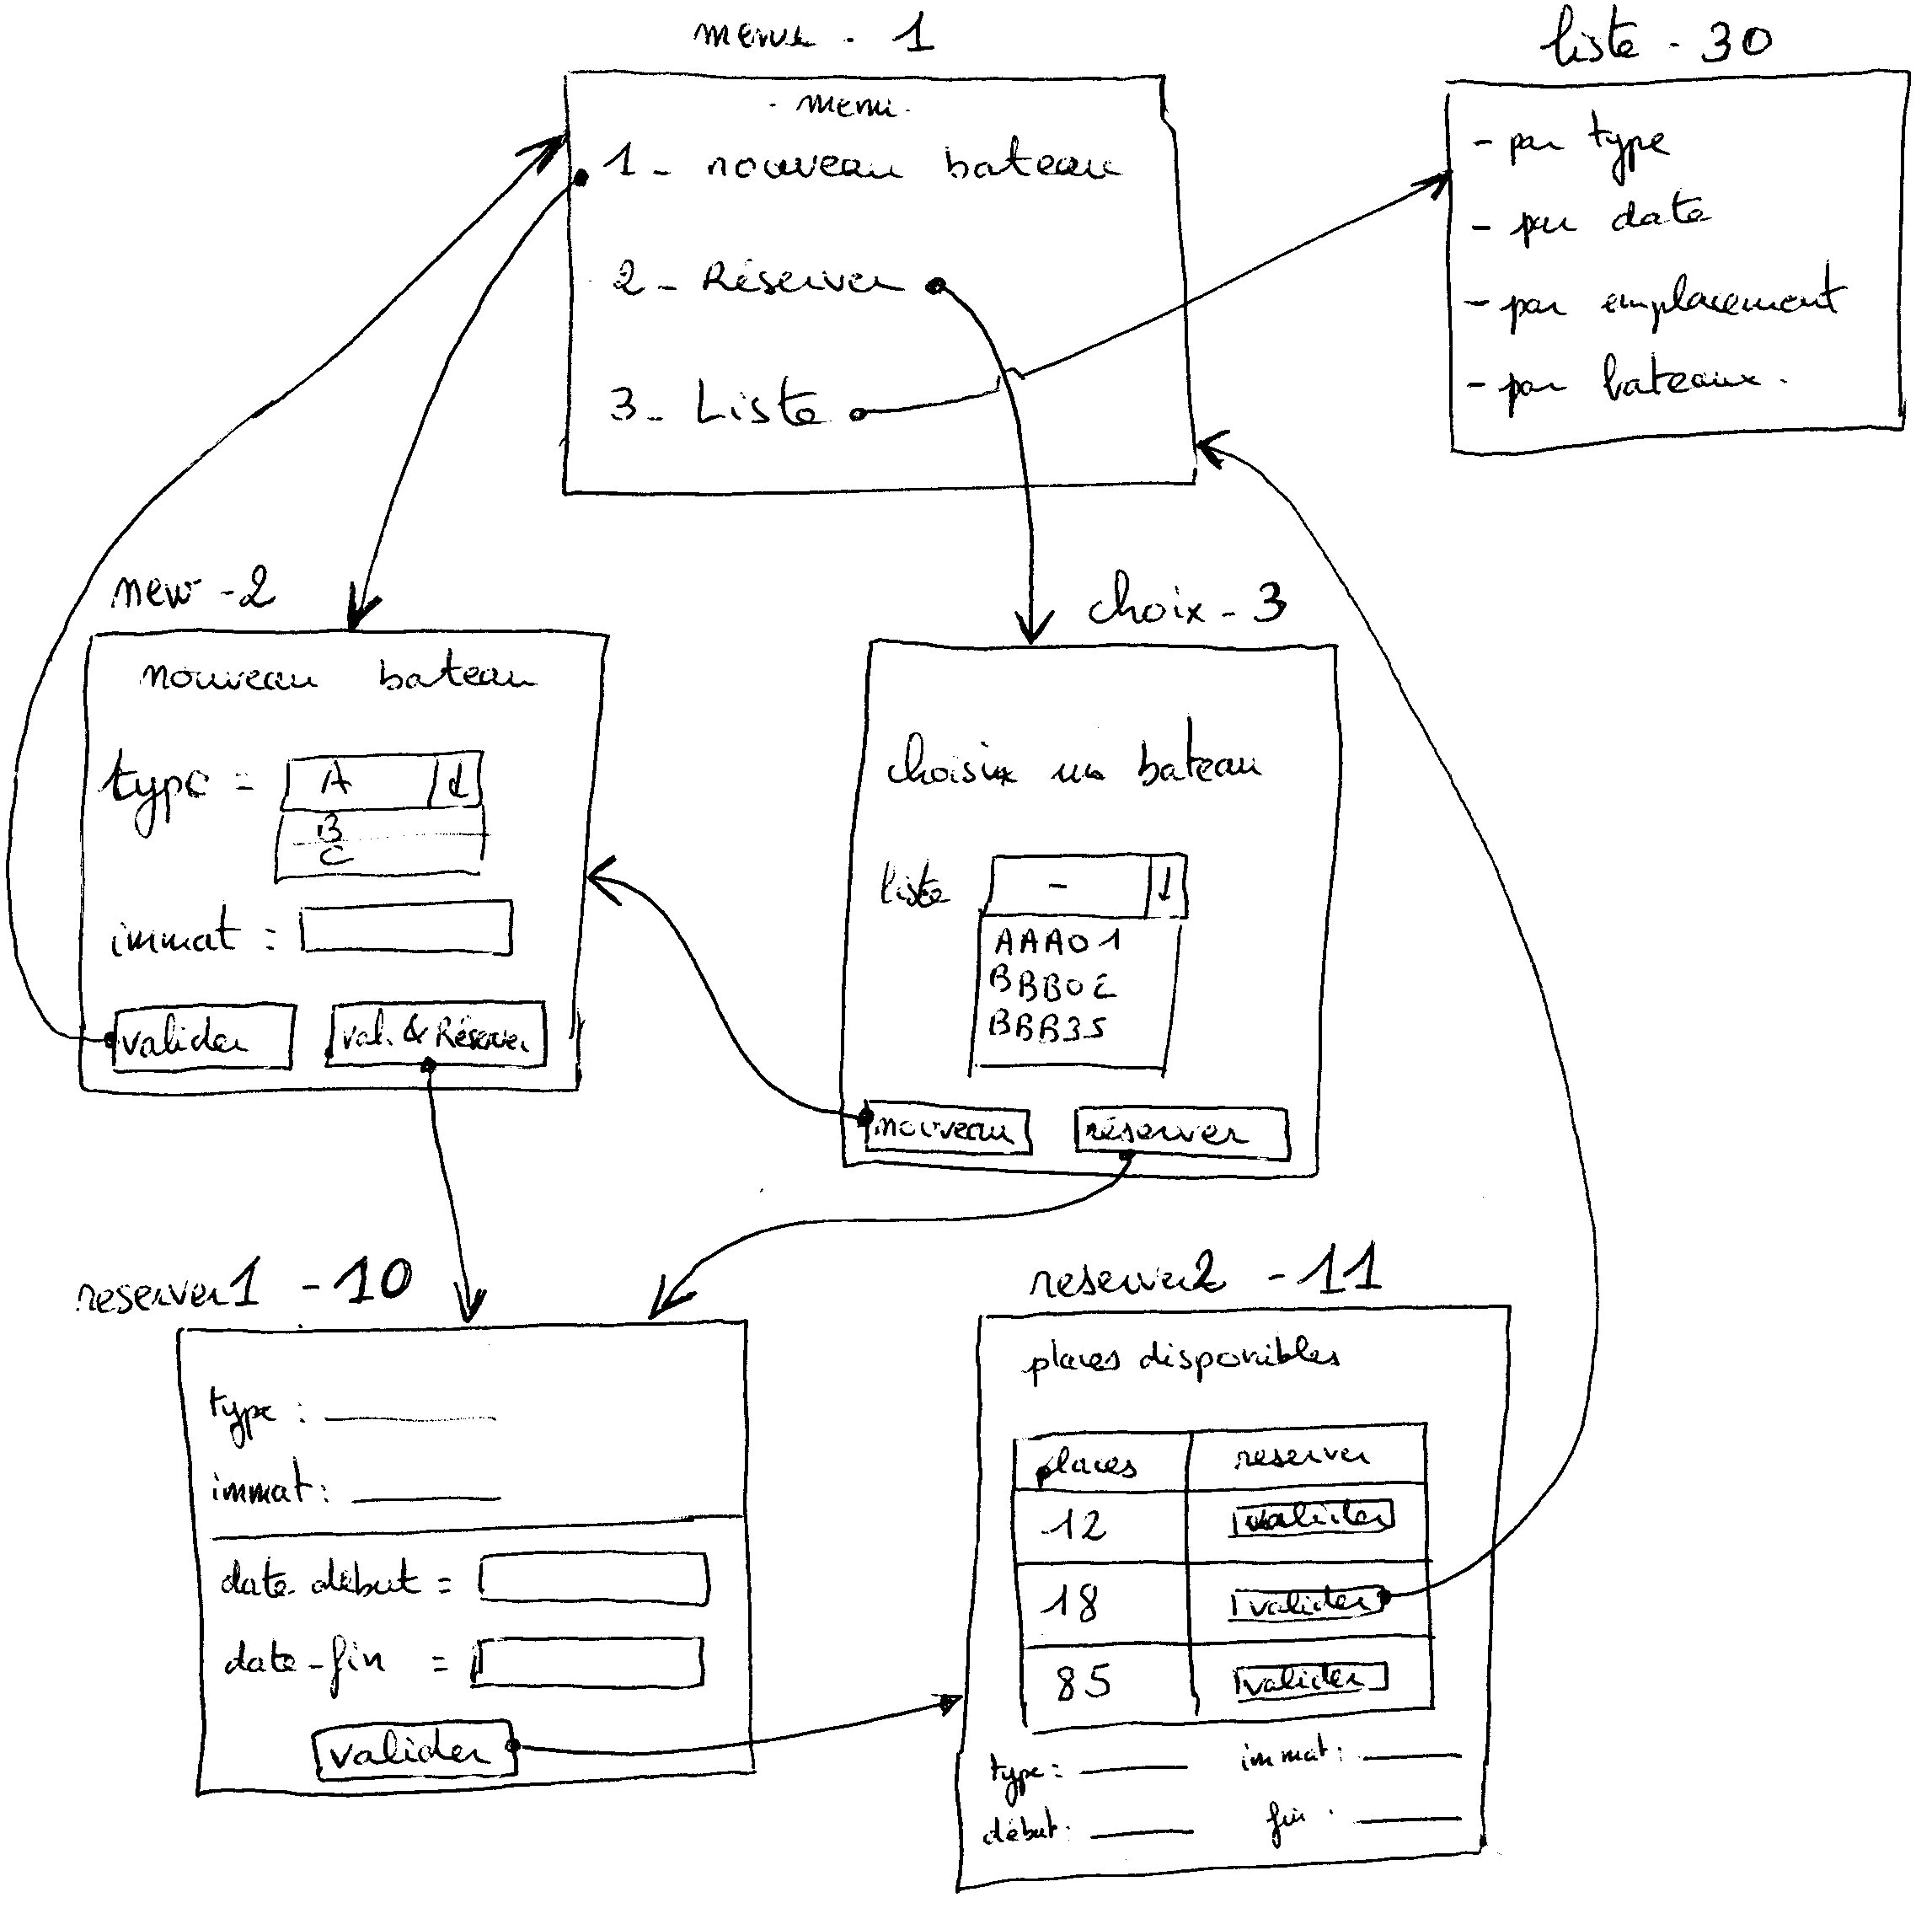 menu - 1
- menu -
1 - nouveau bateau
2 - Réserver
3 - Liste
liste - 30
- par type
- par date
- par emplacement
- par bateaux.
new - 2
nouveau bateau
type = A
B
C
immat :
valider
val. & Réserver
choix - 3
choisix un bateau
liste -
AAA01
BBB0C
BBB35
nouveau
réserver
reserver1 - 10
type :
immat :
date début =
date-fin =
valider
reserver2 - 11
places disponibles
places reserver
12 valider
18 valider
85 valider
type : immat :
début : fin :